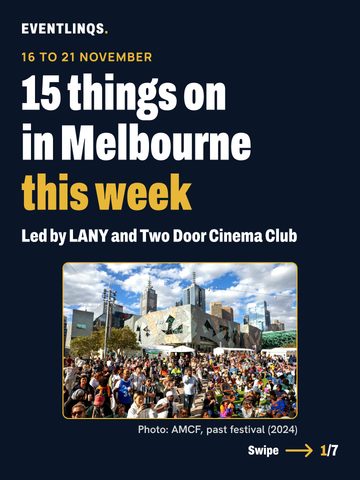 EVENTLINQS.
16 TO 21 NOVEMBER
15 things on
in Melbourne
this week
Led by LANY and Two Door Cinema Club
Photo: AMCF, past festival (2024)
Swipe → 1/7